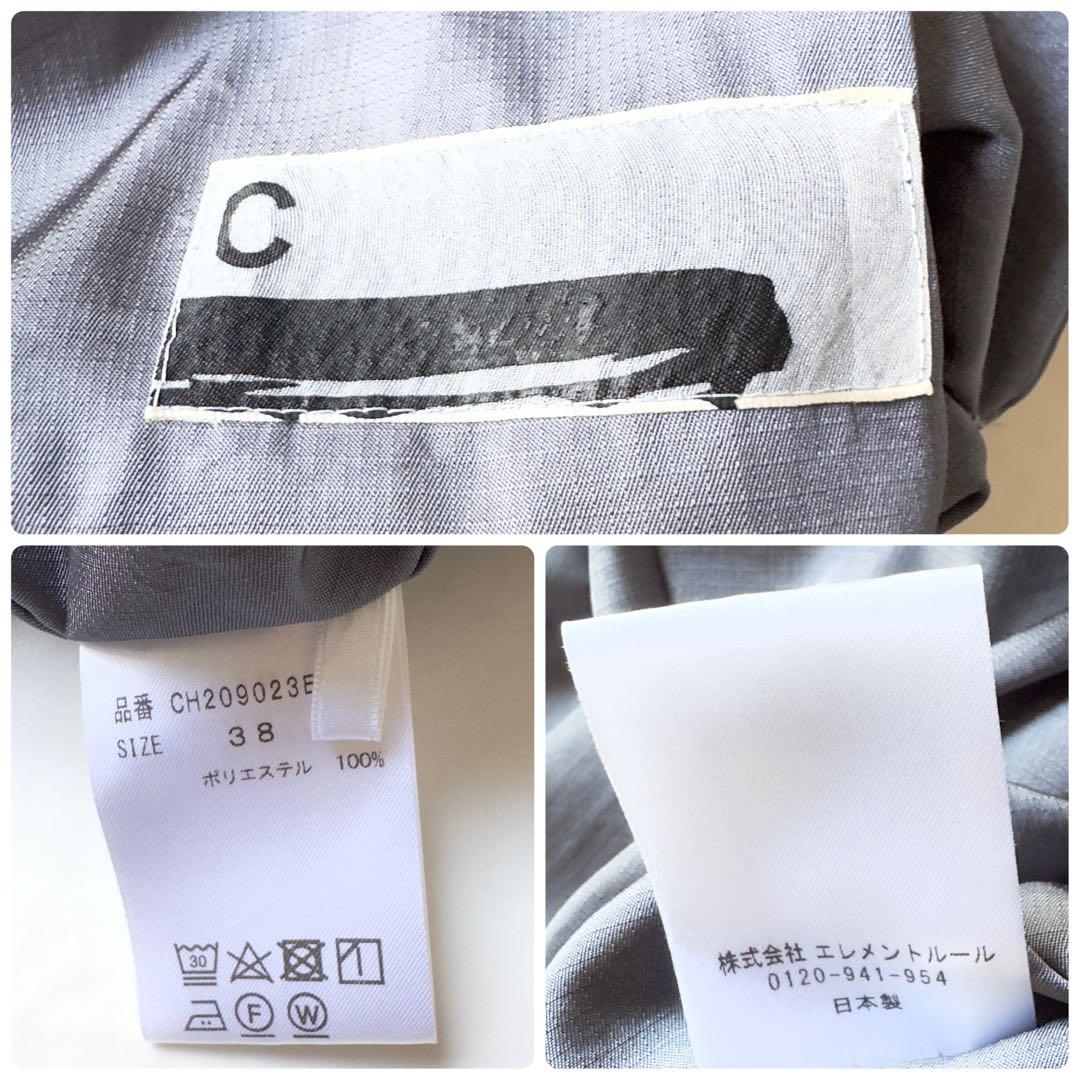 C
品番 CH209023E
SIZE 38
ポリエステル 100%
30
F W
株式会社 エレメントルール
0120-941-954
日本製